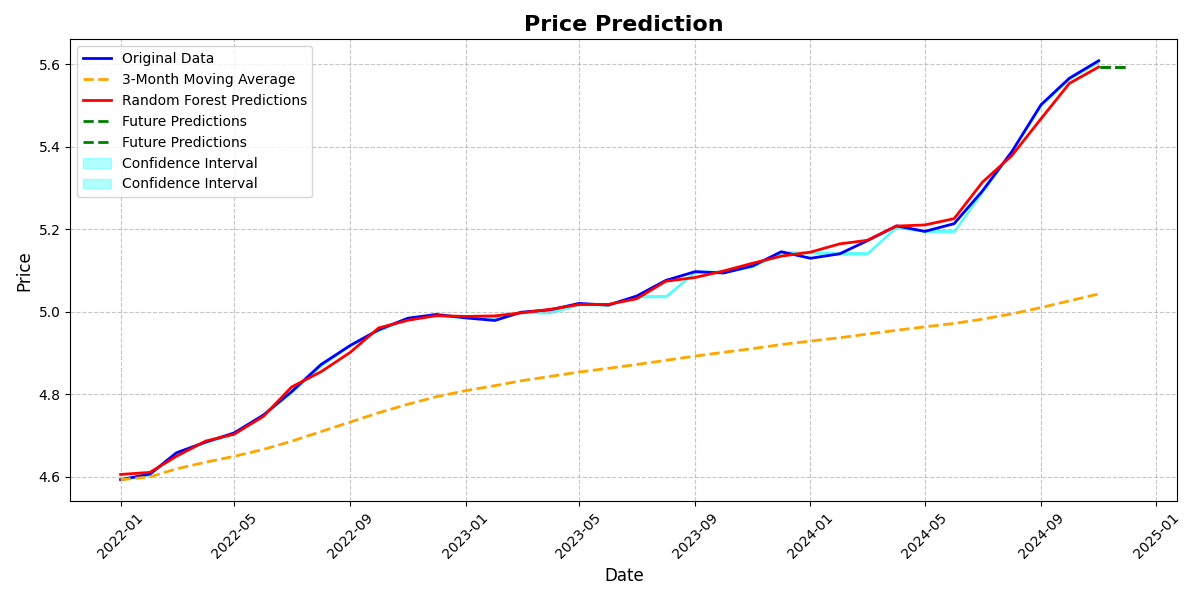 Price Prediction
Original Data
3-Month Moving Average
Random Forest Predictions
Future Predictions
Future Predictions
Confidence Interval
Confidence Interval
Price
5.6
5.4
5.2
5.0
4.8
4.6
2022-01
2022-05
2022-09
2023-01
2023-05
2023-09
2024-01
2024-05
2024-09
2025-01
Date